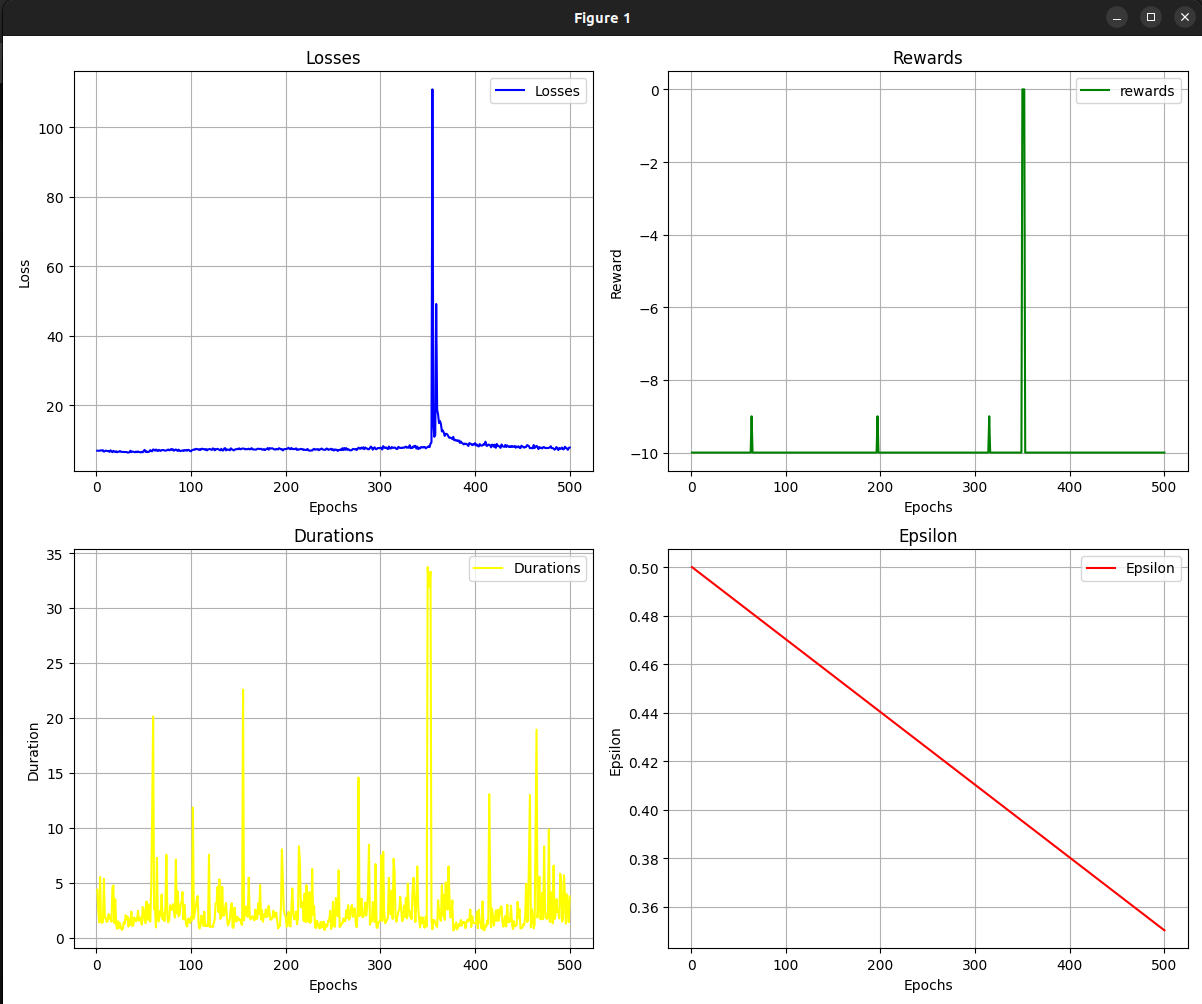 Figure 1
Losses
Losses
100
80
60
40
20
Loss
0 100 200 300 400 500
Epochs
Rewards
rewards
0
−2
−4
−6
−8
−10
Reward
0 100 200 300 400 500
Epochs
Durations
Durations
35
30
25
20
15
10
5
0
Duration
0 100 200 300 400 500
Epochs
Epsilon
Epsilon
0.50
0.48
0.46
0.44
0.42
0.40
0.38
0.36
Epsilon
0 100 200 300 400 500
Epochs